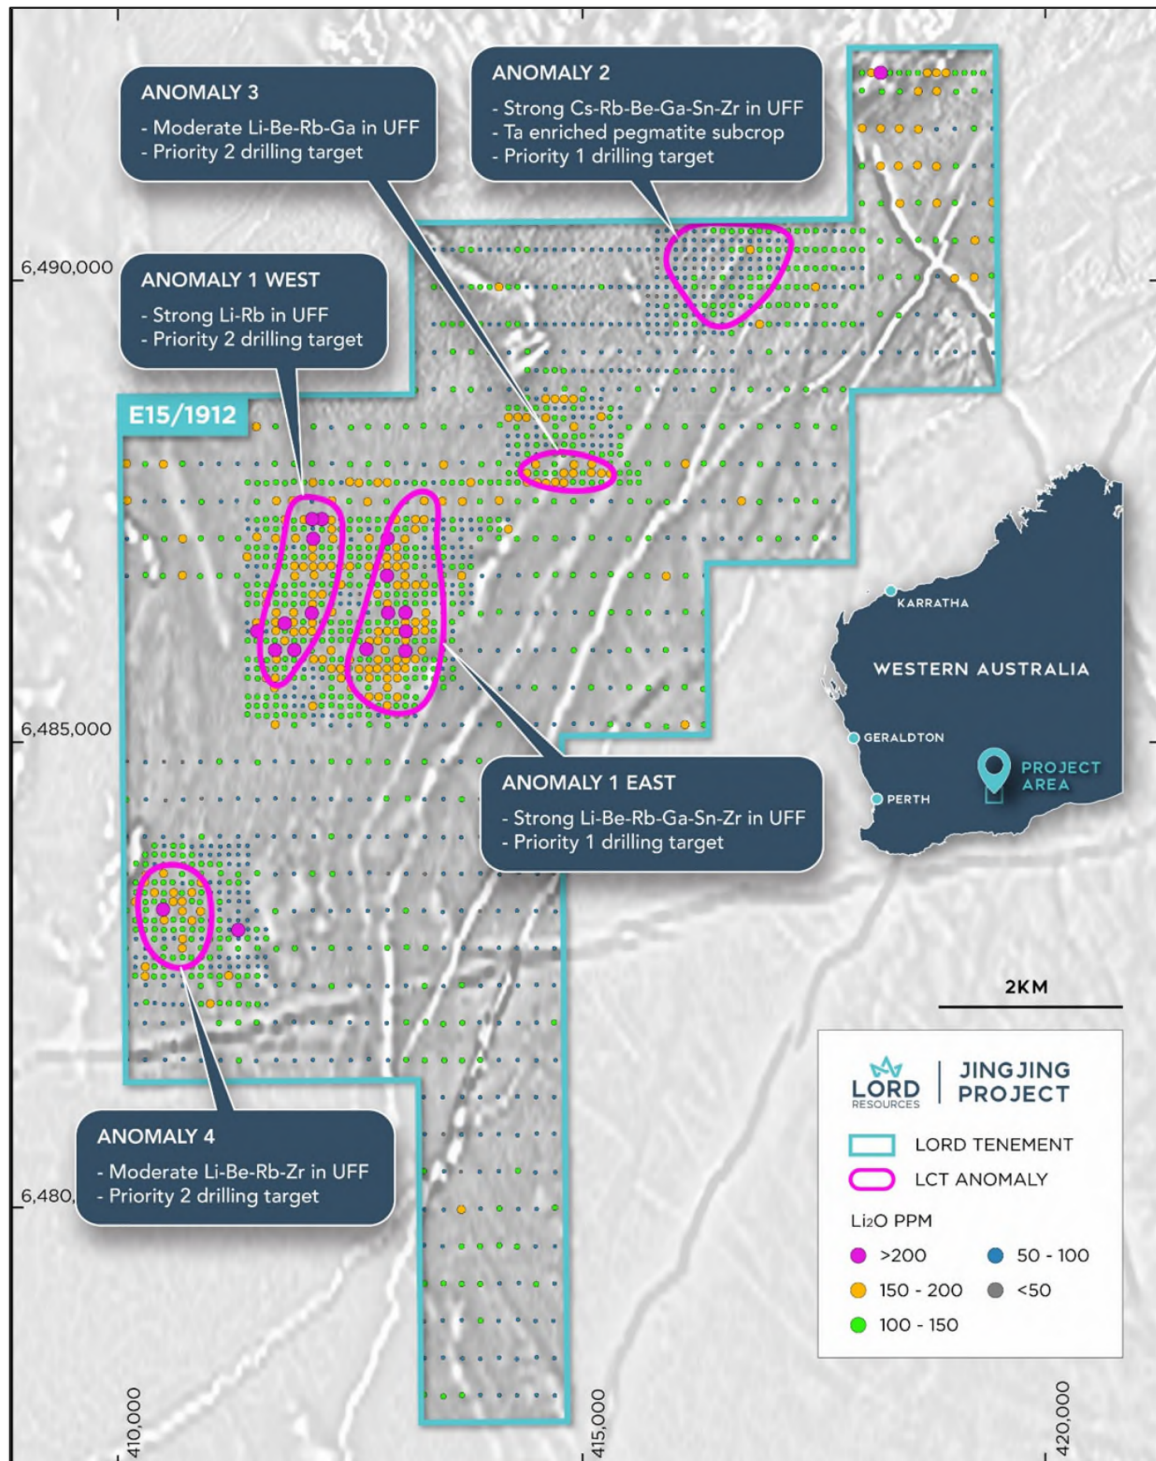 ANOMALY 3
- Moderate Li-Be-Rb-Ga in UFF
- Priority 2 drilling target
ANOMALY 2
- Strong Cs-Rb-Be-Ga-Sn-Zr in UFF
- Ta enriched pegmatite subcrop
- Priority 1 drilling target
6,490,000
ANOMALY 1 WEST
- Strong Li-Rb in UFF
- Priority 2 drilling target
E15/1912
KARRATHA
WESTERN AUSTRALIA
GERALDTON
PROJECT
AREA
PERTH
6,485,000
ANOMALY 1 EAST
- Strong Li-Be-Rb-Ga-Sn-Zr in UFF
- Priority 1 drilling target
2KM
ANOMALY 4
- Moderate Li-Be-Rb-Zr in UFF
- Priority 2 drilling target
6,480,
LORD
RESOURCES
JINGJING
PROJECT
LORD TENEMENT
LCT ANOMALY
Li₂O PPM
>200
50 - 100
150 - 200
<50
100 - 150
410,000
415,000
420,000